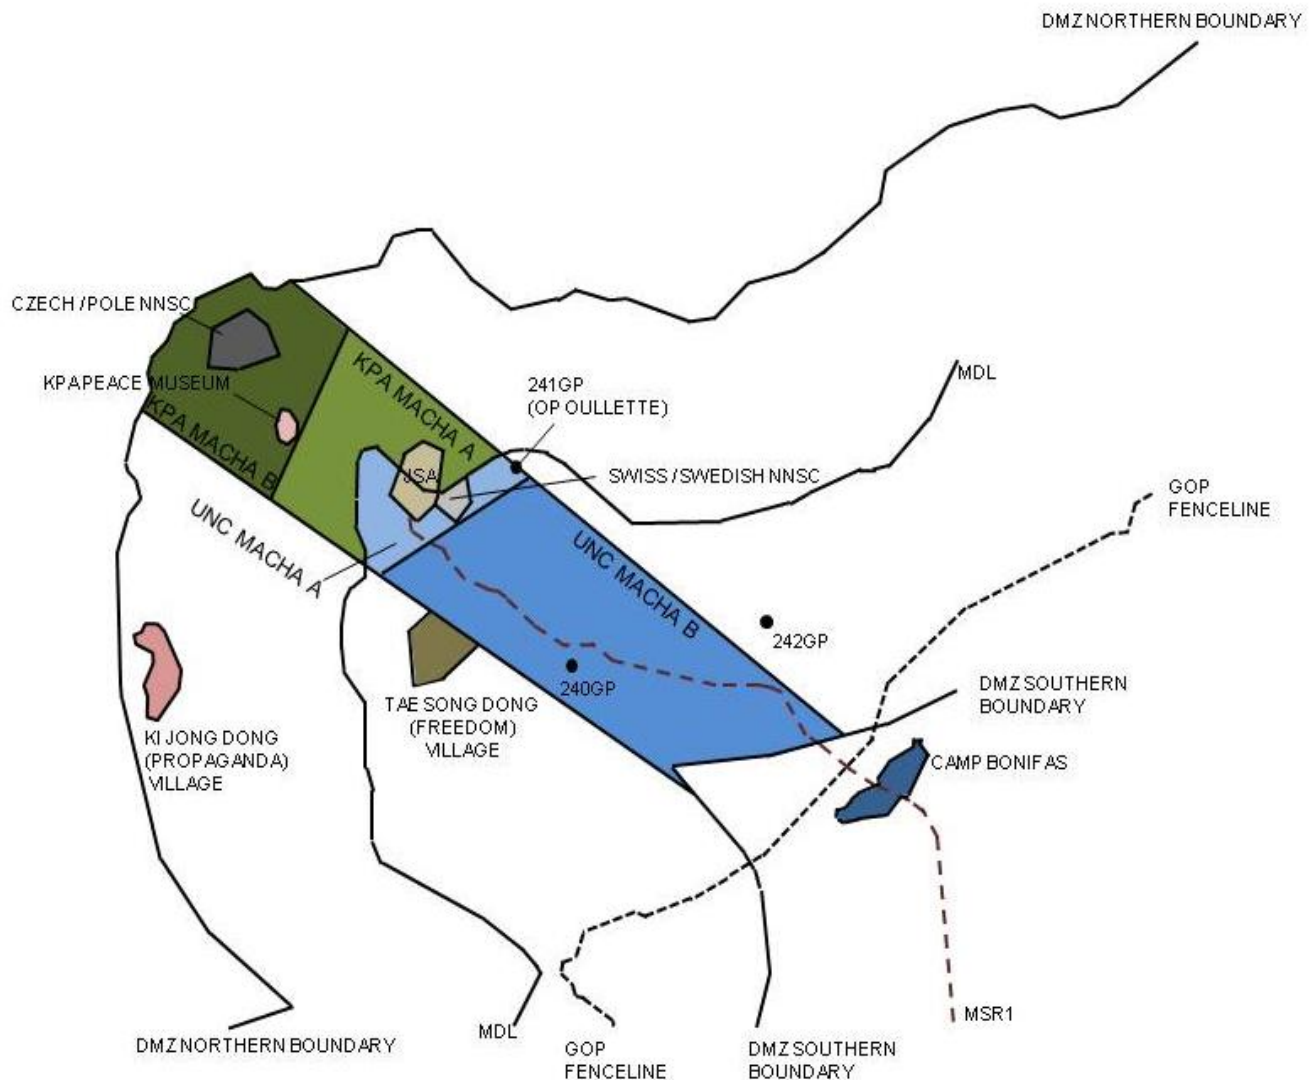 DMZ NORTHERN BOUNDARY
CZECH / POLE NNSC
KPA MACHA A
MDL
KPA PEACE MUSEUM
241GP
(OP OULLETTE)
KPA MACHA B
JSA
SWISS / SWEDISH NNSC
GOP
FENCELINE
UNC MACHA A
UNC MACHA B
242GP
240GP
DMZ SOUTHERN
BOUNDARY
TAE SONG DONG
(FREEDOM)
VILLAGE
KI JONG DONG
(PROPAGANDA)
VILLAGE
CAMP BONIFAS
MSR1
DMZ NORTHERN BOUNDARY
MDL
GOP
FENCELINE
DMZ SOUTHERN
BOUNDARY